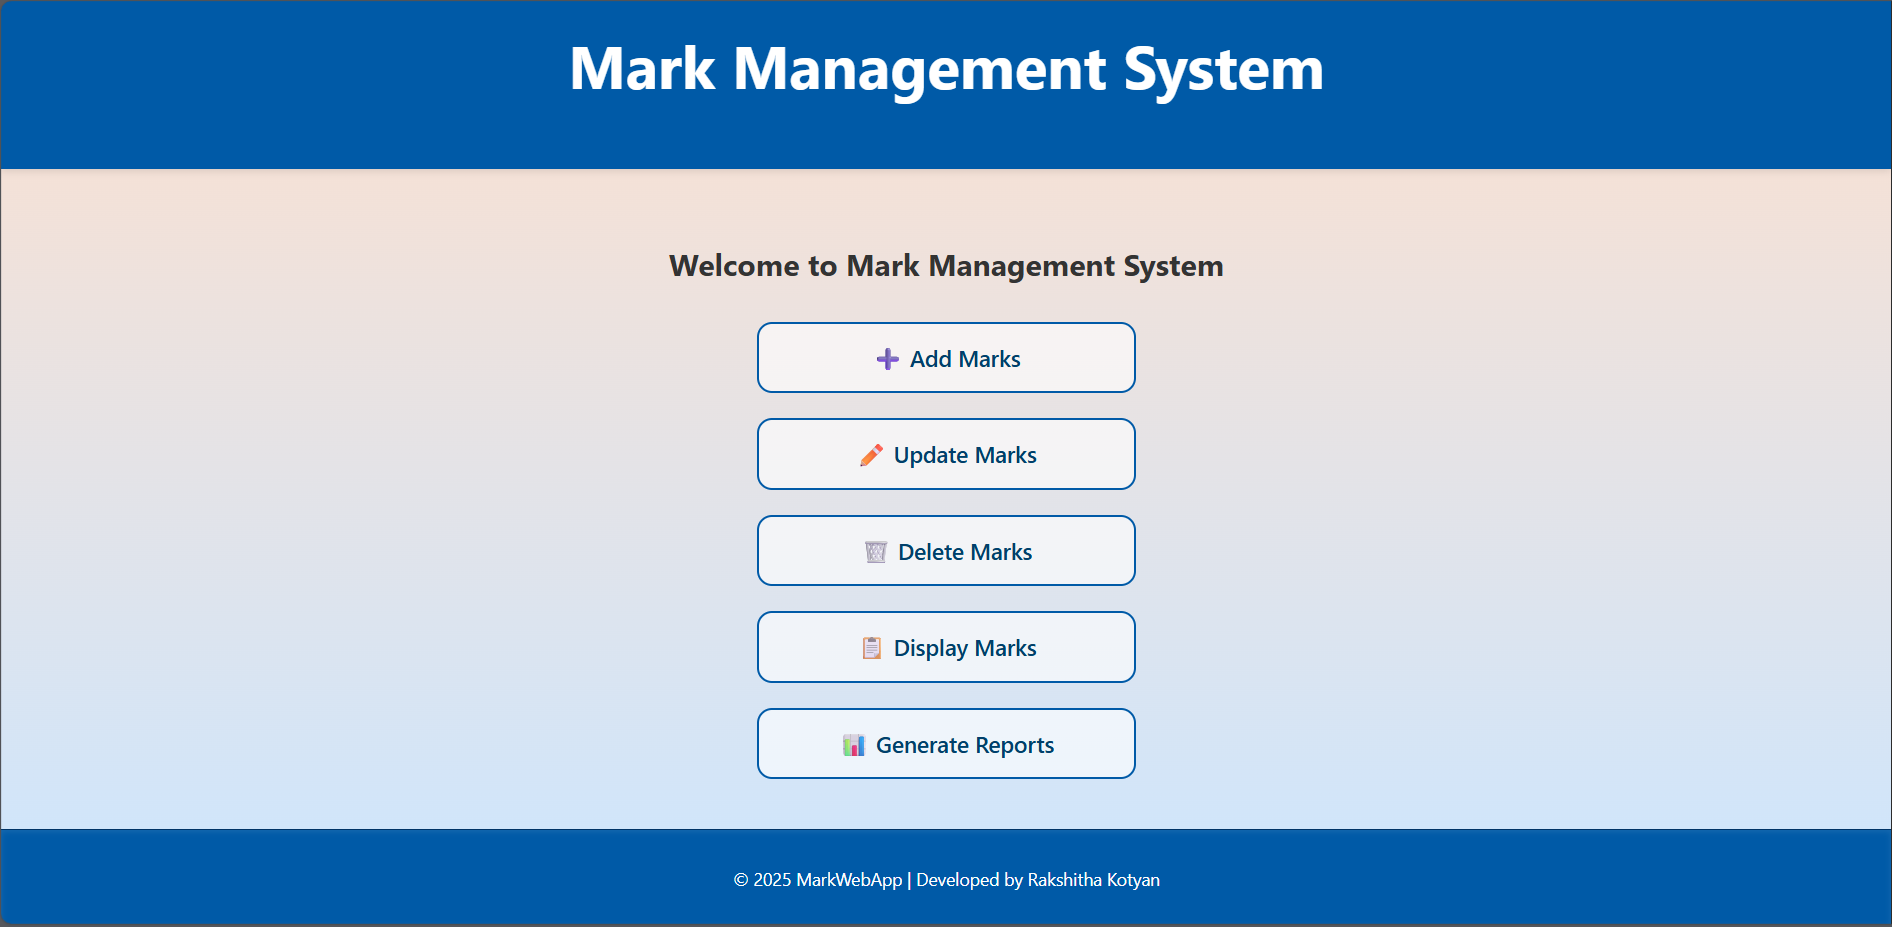 Mark Management System
Welcome to Mark Management System
➕ Add Marks
✏️ Update Marks
🗑️ Delete Marks
📋 Display Marks
📊 Generate Reports
© 2025 MarkWebApp | Developed by Rakshitha Kotyan